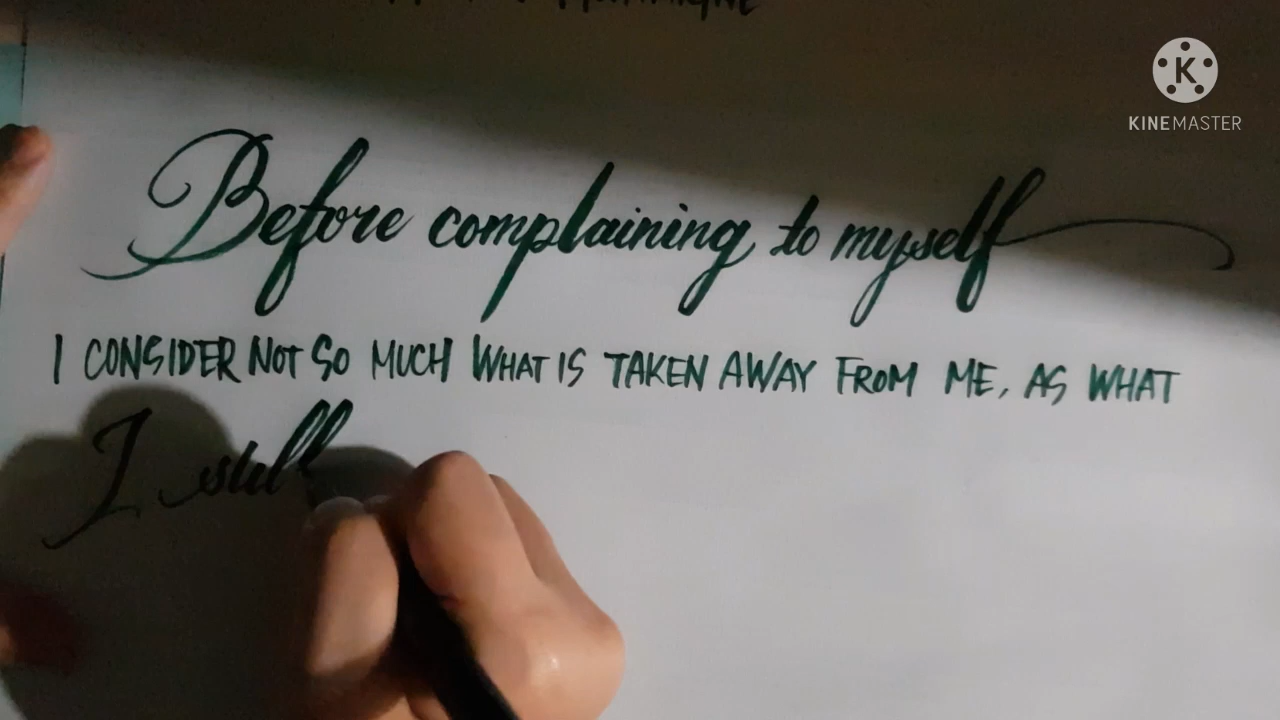 KINEMASTER
Before complaining to myself
I CONSIDER NOT SO MUCH WHAT IS TAKEN AWAY FROM ME, AS WHAT
I still